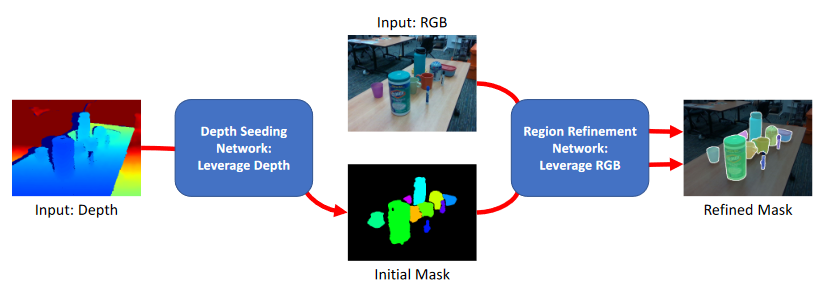 Input: RGB
Depth Seeding
Network:
Leverage Depth
Region Refinement
Network:
Leverage RGB
Input: Depth
Initial Mask
Refined Mask